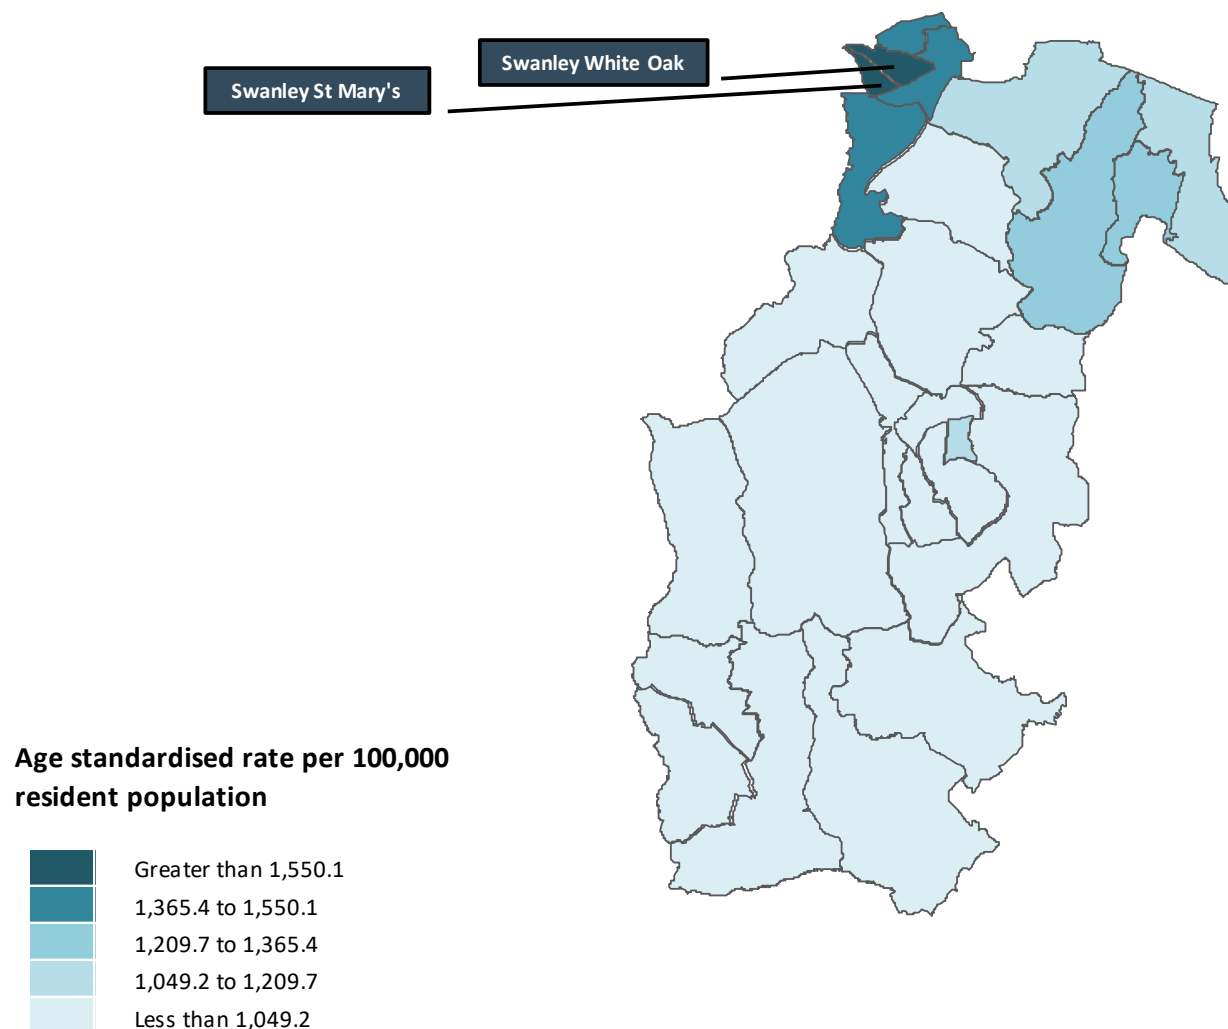 Swanley White Oak
Swanley St Mary's
Age standardised rate per 100,000
resident population
Greater than 1,550.1
1,365.4 to 1,550.1
1,209.7 to 1,365.4
1,049.2 to 1,209.7
Less than 1,049.2